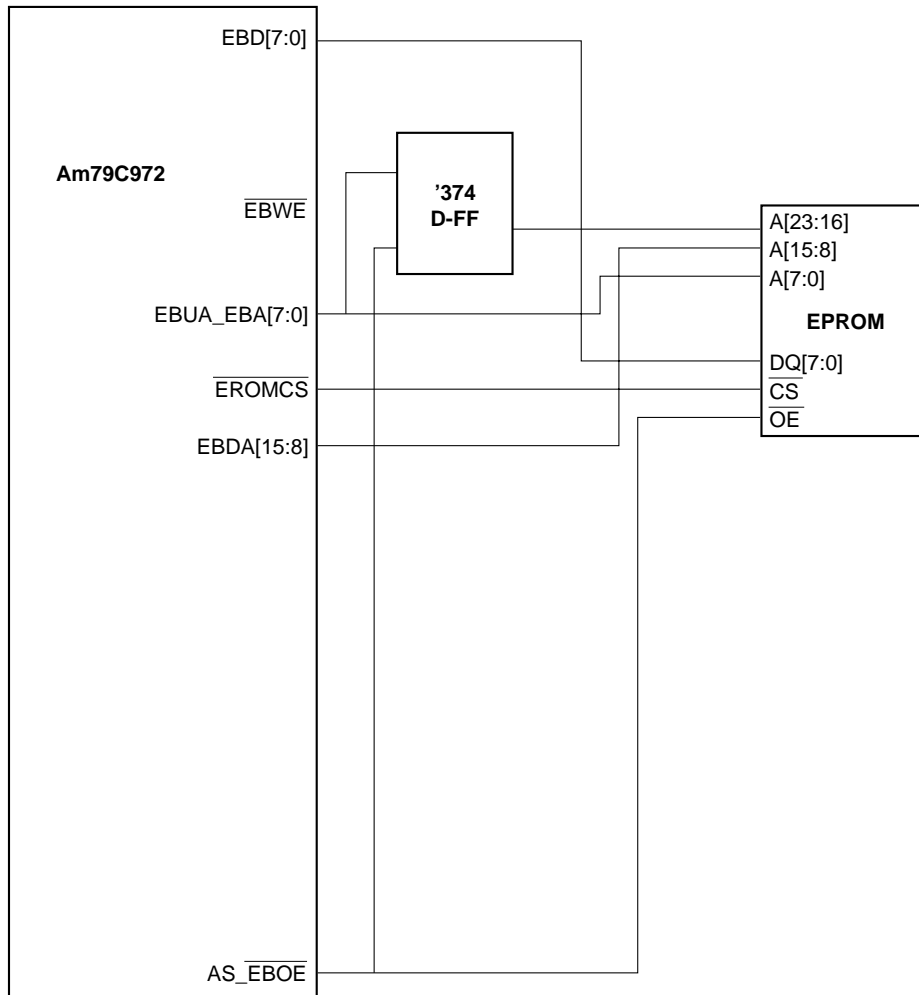 EBD[7:0]
Am79C972
’374
D-FF
EBWE
A[23:16]
A[15:8]
A[7:0]
EBUA_EBA[7:0]
EPROM
DQ[7:0]
EROMCS
CS
OE
EBDA[15:8]
AS_EBOE